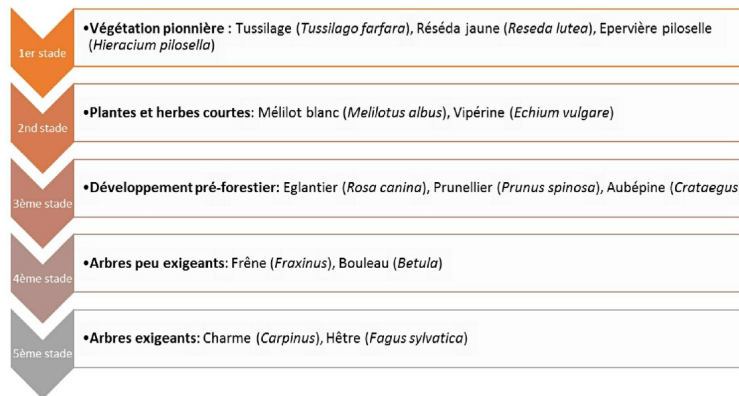 1er stade
•Végétation pionnière : Tussilage (Tussilago farfara), Réséda jaune (Reseda lutea), Epervière piloselle
(Hieracium pilosella)
2nd stade
•Plantes et herbes courtes: Mélilot blanc (Melilotus albus), Vipérine (Echium vulgare)
3ème stade
•Développement pré-forestier: Eglantier (Rosa canina), Prunellier (Prunus spinosa), Aubépine (Crataegus
4ème stade
•Arbres peu exigeants: Frêne (Fraxinus), Bouleau (Betula)
5ème stade
•Arbres exigeants: Charme (Carpinus), Hêtre (Fagus sylvatica)